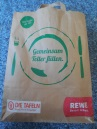 Gemeinsam
Teller füllen.
DIE TAFELN
REWE